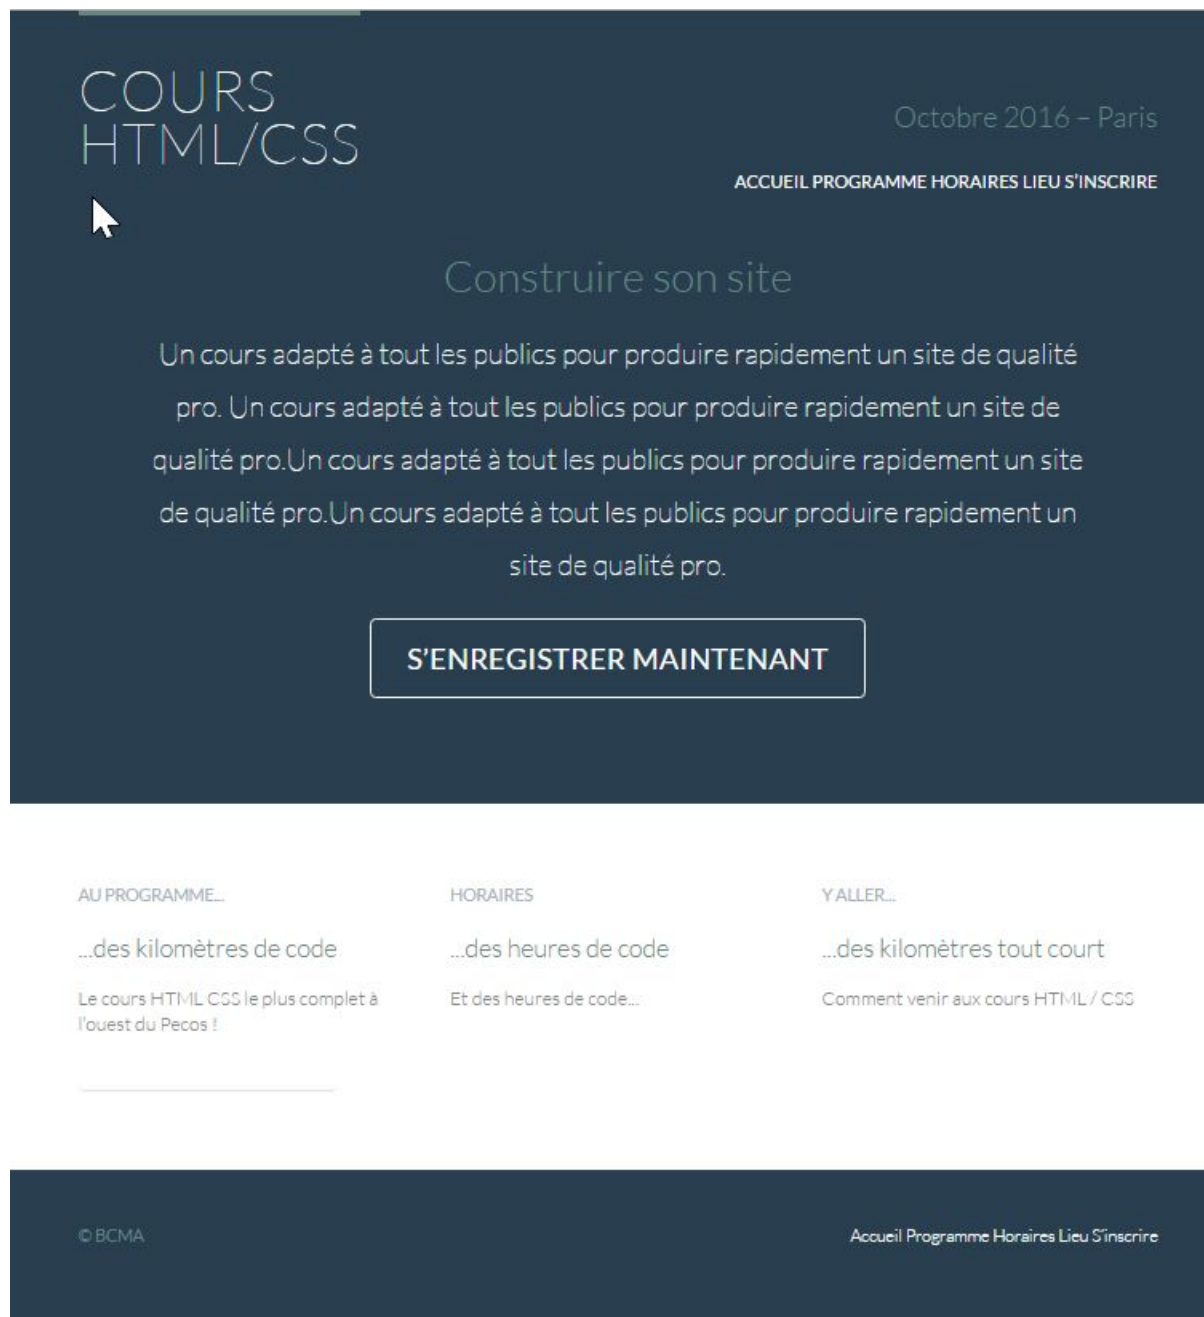 COURS
HTML/CSS
Octobre 2016 – Paris
ACCUEIL PROGRAMME HORAIRES LIEU S'INSCRIRE
Construire son site
Un cours adapté à tout les publics pour produire rapidement un site de qualité
pro. Un cours adapté à tout les publics pour produire rapidement un site de
qualité pro.Un cours adapté à tout les publics pour produire rapidement un site
de qualité pro.Un cours adapté à tout les publics pour produire rapidement un
site de qualité pro.
S'ENREGISTRER MAINTENANT
AU PROGRAMME...
...des kilomètres de code
Le cours HTML CSS le plus complet à
l'ouest du Pecos !
HORAIRES
...des heures de code
Et des heures de code...
Y ALLER...
...des kilomètres tout court
Comment venir aux cours HTML / CSS
© BCMA
Accueil Programme Horaires Lieu S'inscrire